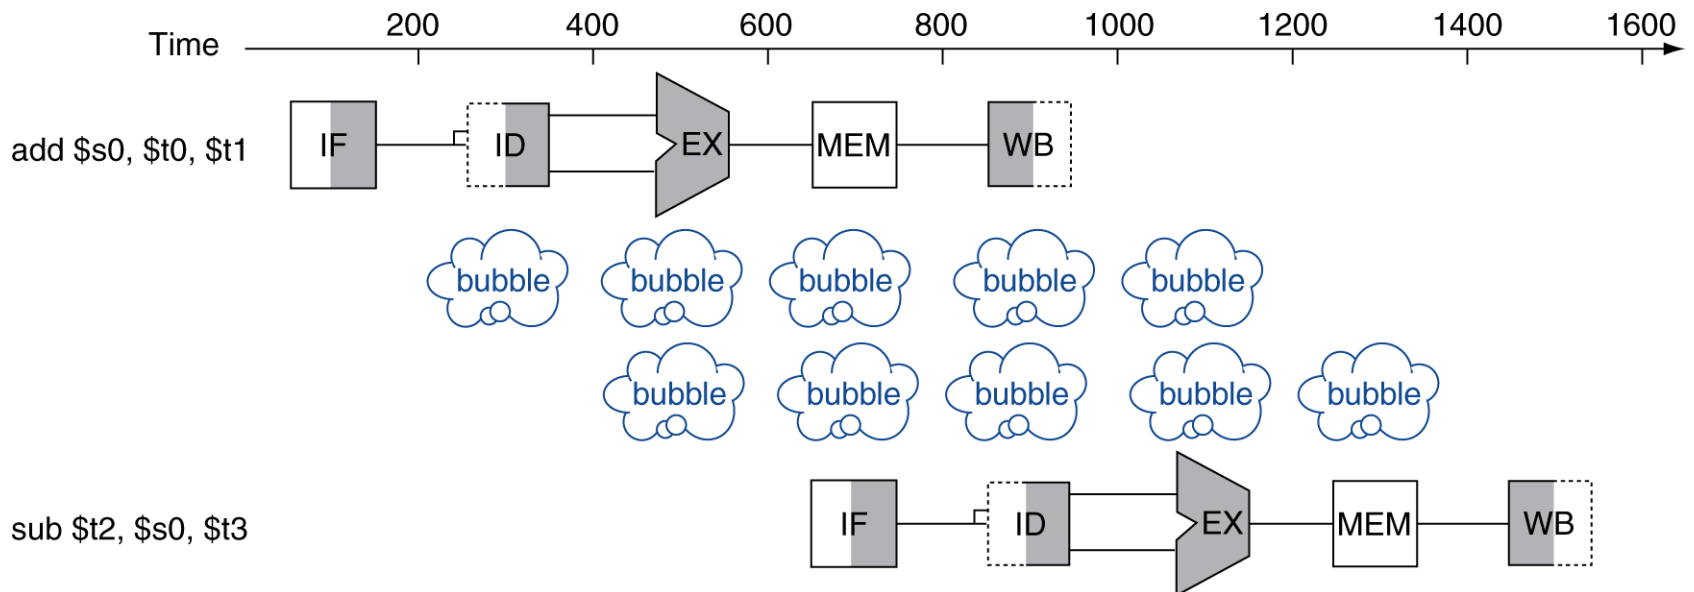 200 400 600 800 1000 1200 1400 1600
Time
add $s0, $t0, $t1 IF ID EX MEM WB
bubble bubble bubble bubble bubble
bubble bubble bubble bubble bubble
sub $t2, $s0, $t3 IF ID EX MEM WB